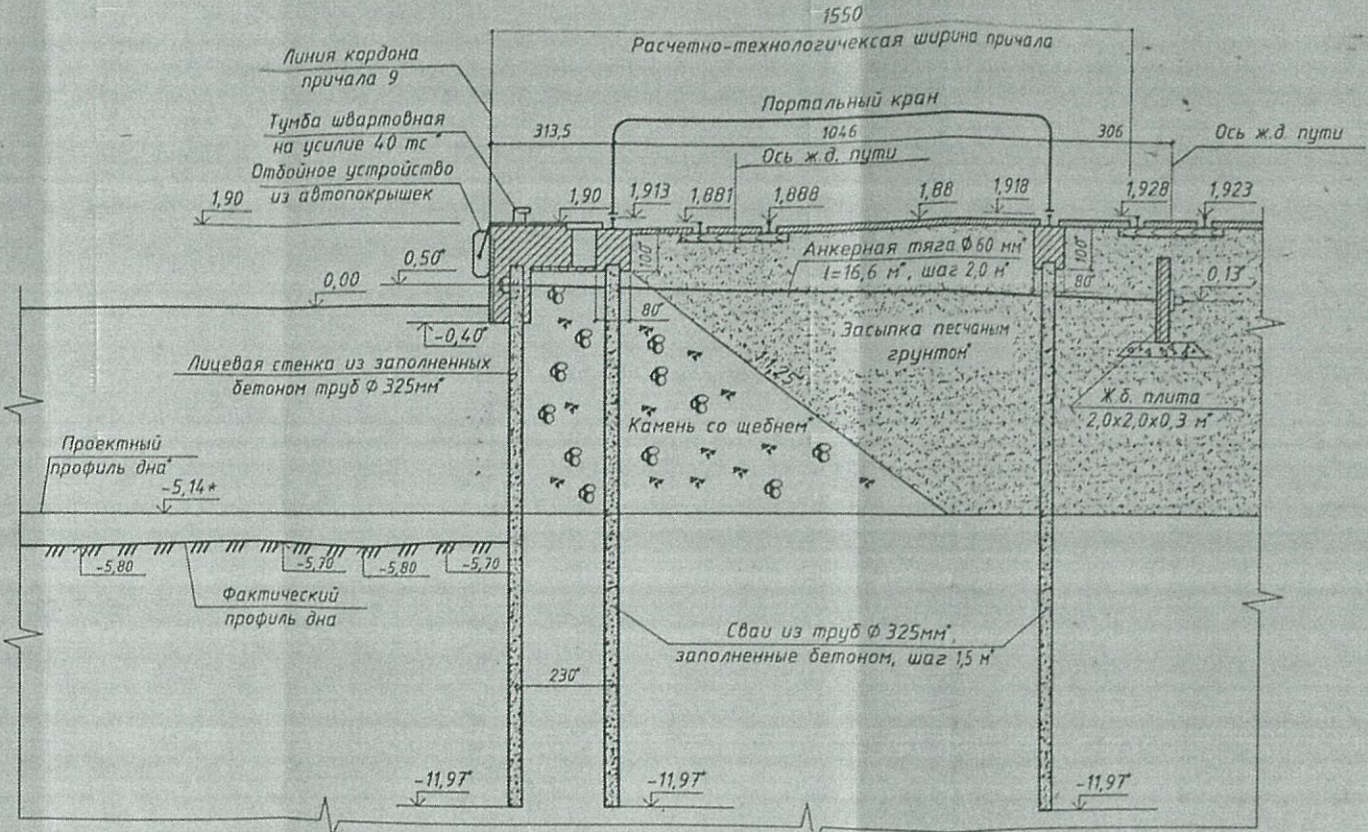 1550
Расчетно-технологичексая ширина причала
Линия кордона
причала 9
Портальный кран
Тумба швартовная
на усилие 40 тс*
313,5
1046
306
Ось ж.д. пути
Ось ж.д. пути
Отбойное устройство
из автопокрышек
1,90
1,90
1,913
1,881
1,888
1,88
1,918
1,928
1,923
100*
Анкерная тяга Ф 60 мм*
l=16,6 м*, шаг 2,0 м*
100*
80*
0,50*
0,00
0,13*
-0,40*
80*
Засыпка песчаным
грунтом*
Лицевая стенка из заполненных
бетоном труб Ф 325мм*
1:1,25*
Ж.б. плита
2,0х2,0х0,3 м*
Камень со щебнем*
Проектный
профиль дна*
-5,14*
-5,80
-5,70
-5,80
-5,70
Фактический
профиль дна
Сваи из труб Ф 325мм*,
заполненные бетоном, шаг 1,5 м*
230*
-11,97*
-11,97*
-11,97*